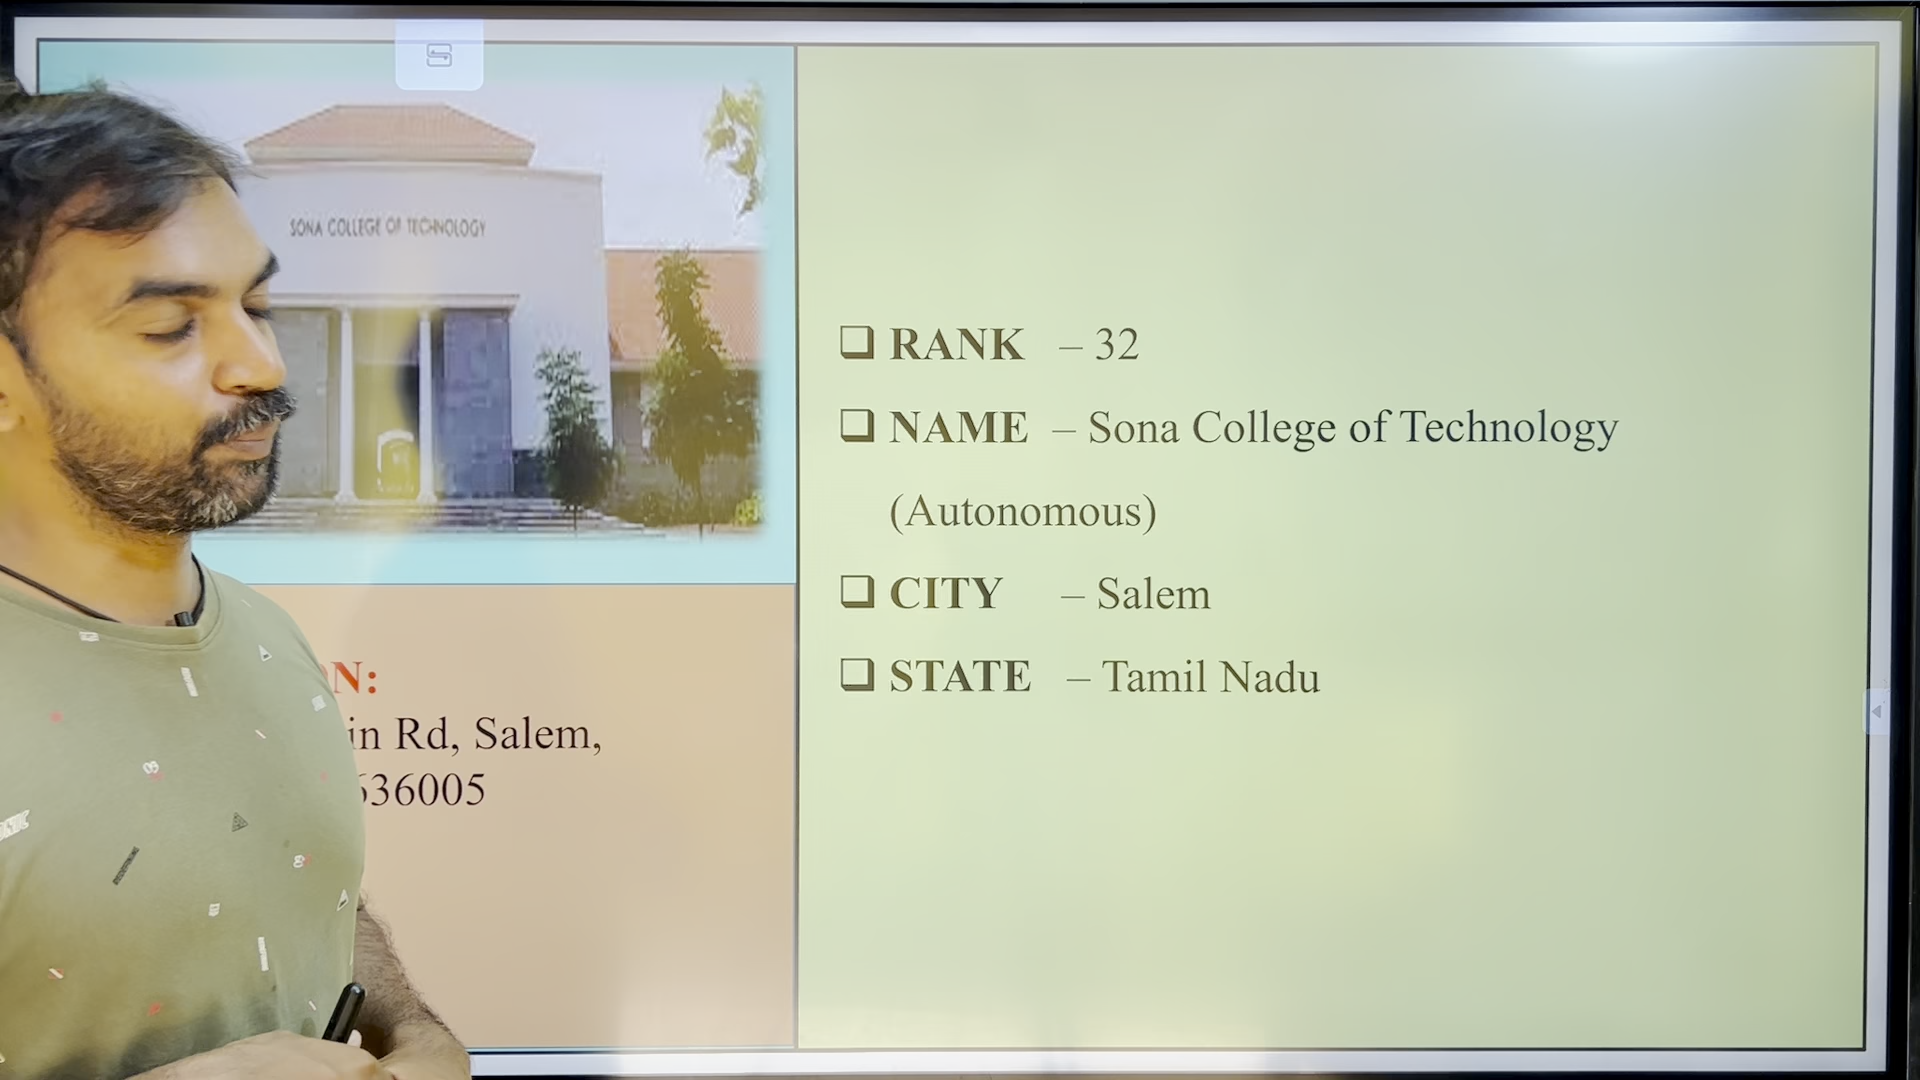 SONA COLLEGE OF TECHNOLOGY
RANK – 32
NAME – Sona College of Technology
(Autonomous)
CITY – Salem
STATE – Tamil Nadu
N:
in Rd, Salem,
636005